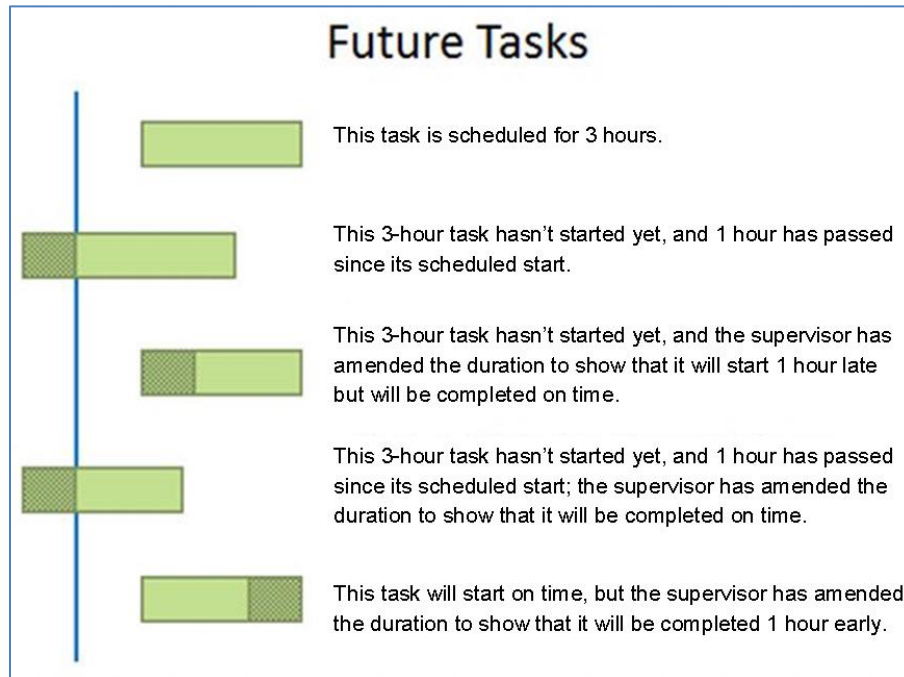 Future Tasks
This task is scheduled for 3 hours.
This 3-hour task hasn't started yet, and 1 hour has passed
since its scheduled start.
This 3-hour task hasn't started yet, and the supervisor has
amended the duration to show that it will start 1 hour late
but will be completed on time.
This 3-hour task hasn't started yet, and 1 hour has passed
since its scheduled start; the supervisor has amended the
duration to show that it will be completed on time.
This task will start on time, but the supervisor has amended
the duration to show that it will be completed 1 hour early.